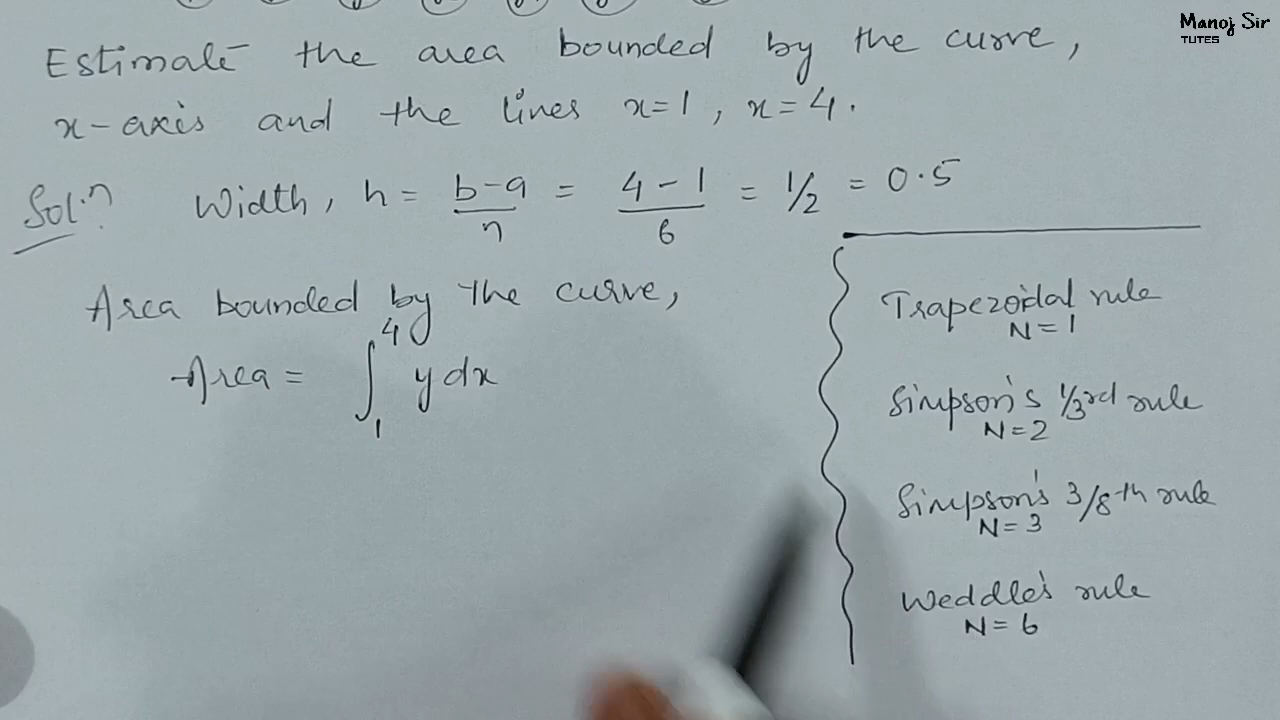 Manoj Sir
TUTES
Estimate the area bounded by the curve,
x-axis and the lines x=1, x=4.
Sol.n Width, h = b-a/n = 4-1/6 = 1/2 = 0.5
Area bounded by the curve,
Area = ∫₁⁴ y dx
Trapezoidal rule
N=1
Simpson's 1/3rd rule
N=2
Simpson's 3/8th rule
N=3
Weddle's rule
N=6